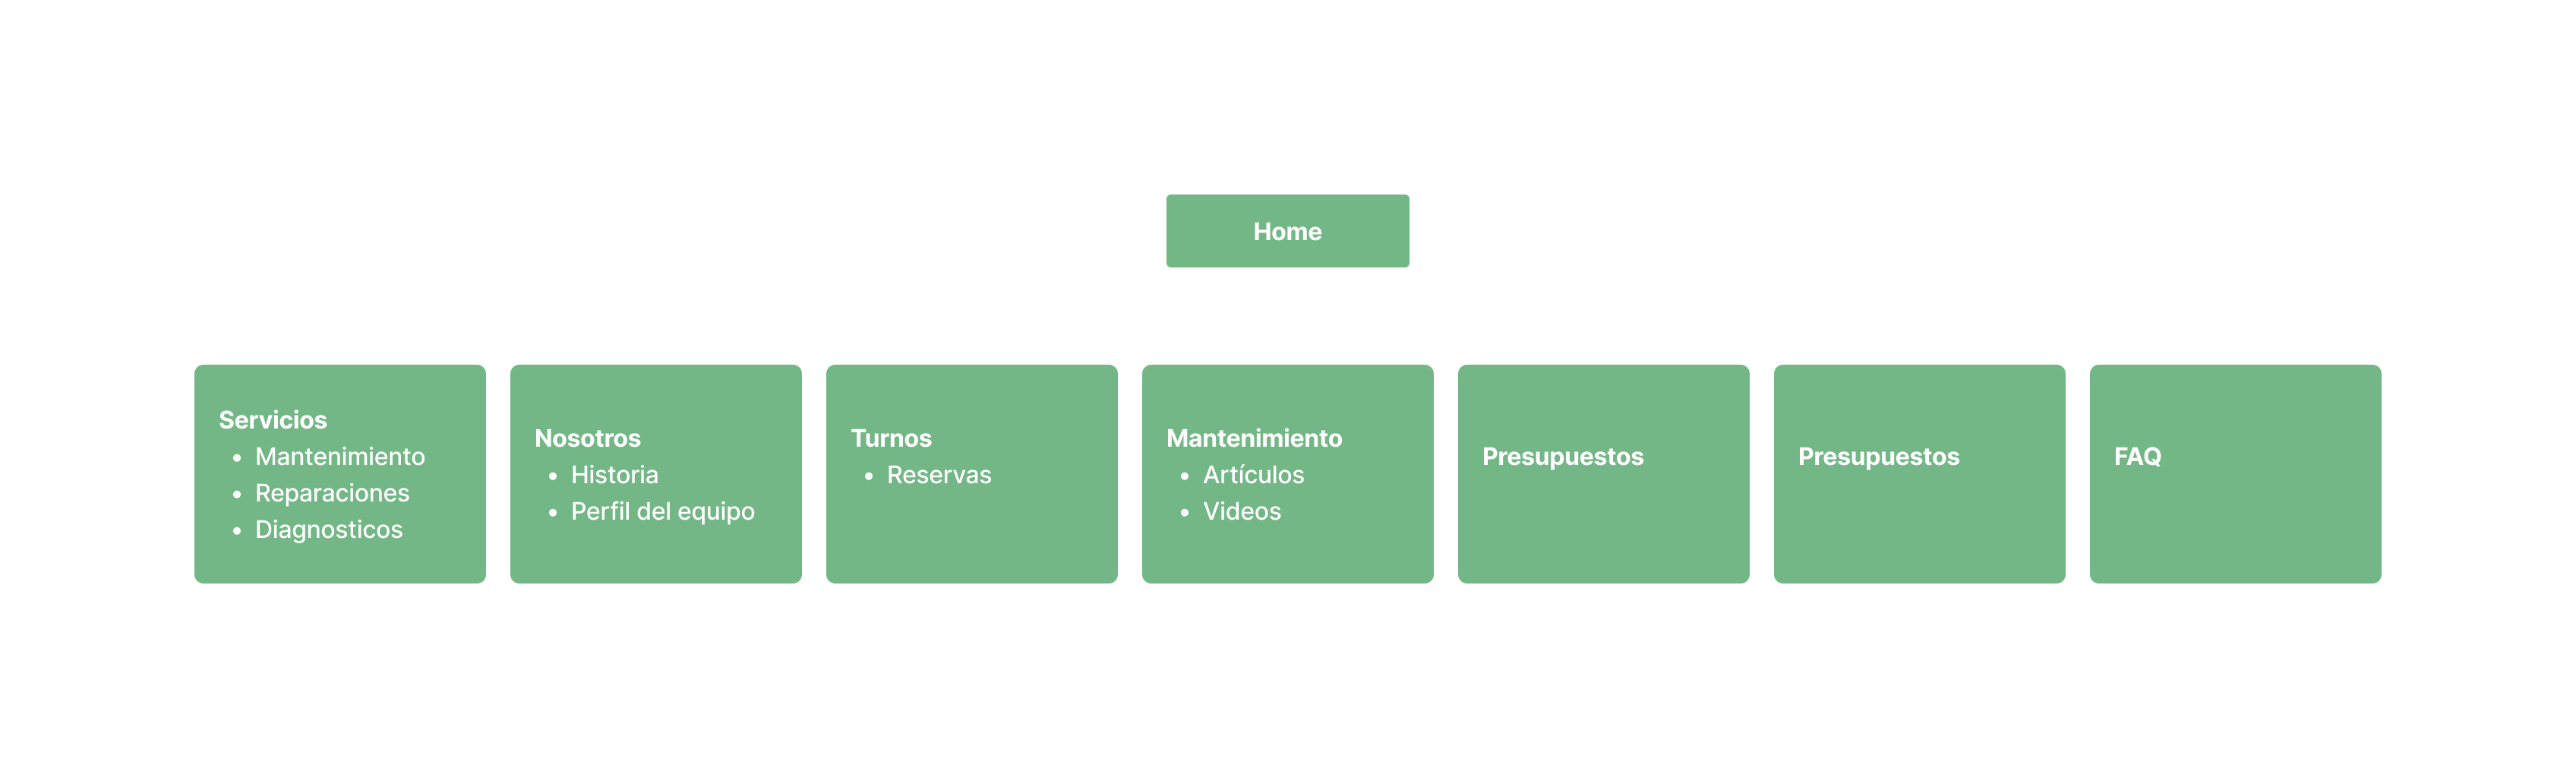 Home
Servicios
• Mantenimiento
• Reparaciones
• Diagnosticos
Nosotros
• Historia
• Perfil del equipo
Turnos
• Reservas
Mantenimiento
• Artículos
• Videos
Presupuestos
Presupuestos
FAQ